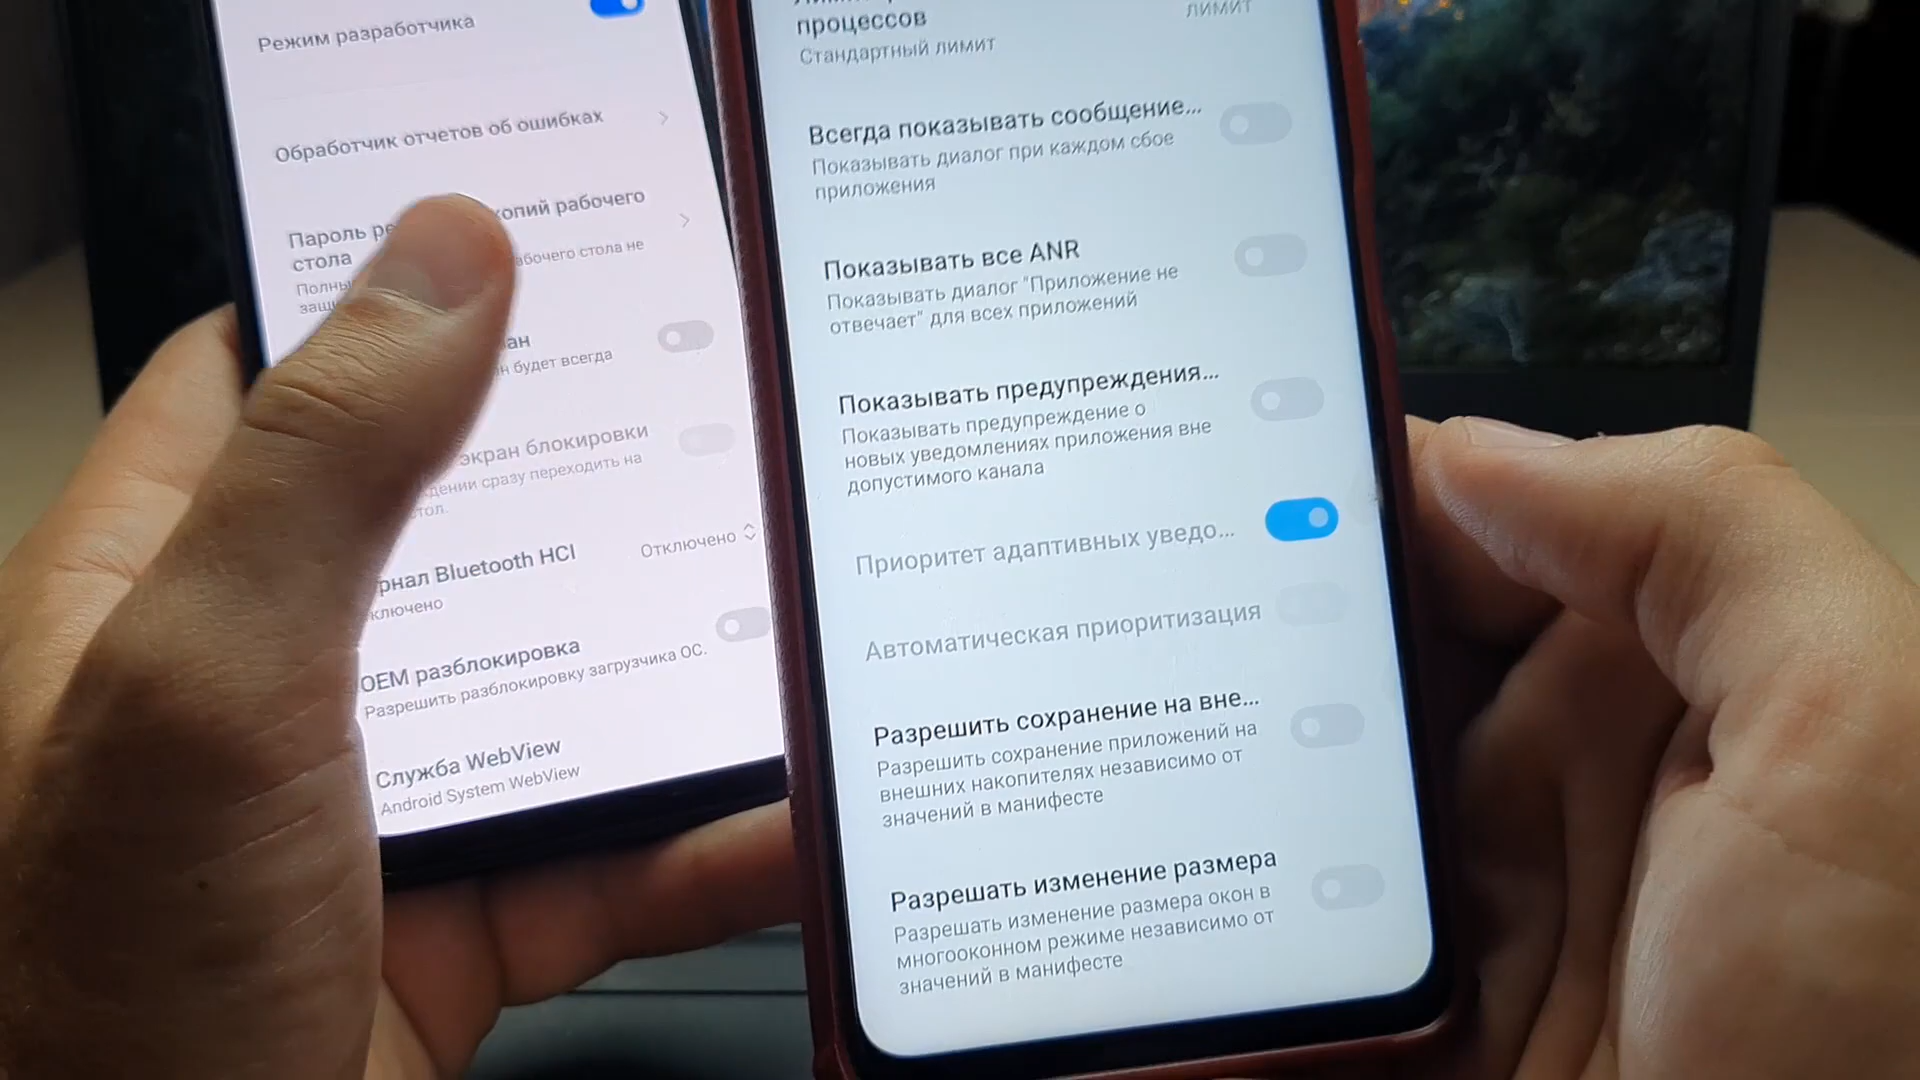 Режим разработчика
Обработчик отчетов об ошибках
Пароль ре копий рабочего
стола
Полны абочего стола не
защи
ан
н будет всегда
экран блокировки
ждении сразу переходить на
стол.
рнал Bluetooth HCI
Отключено
ключено
OEM разблокировка
Разрешить разблокировку загрузчика ОС.
Служба WebView
Android System WebView
процессов
лимит
Стандартный лимит
Всегда показывать сообщение...
Показывать диалог при каждом сбое
приложения
Показывать все ANR
Показывать диалог "Приложение не
отвечает" для всех приложений
Показывать предупреждения...
Показывать предупреждение о
новых уведомлениях приложения вне
допустимого канала
Приоритет адаптивных уведо...
Автоматическая приоритизация
Разрешить сохранение на вне...
Разрешить сохранение приложений на
внешних накопителях независимо от
значений в манифесте
Разрешать изменение размера
Разрешать изменение размера окон в
многооконном режиме независимо от
значений в манифесте